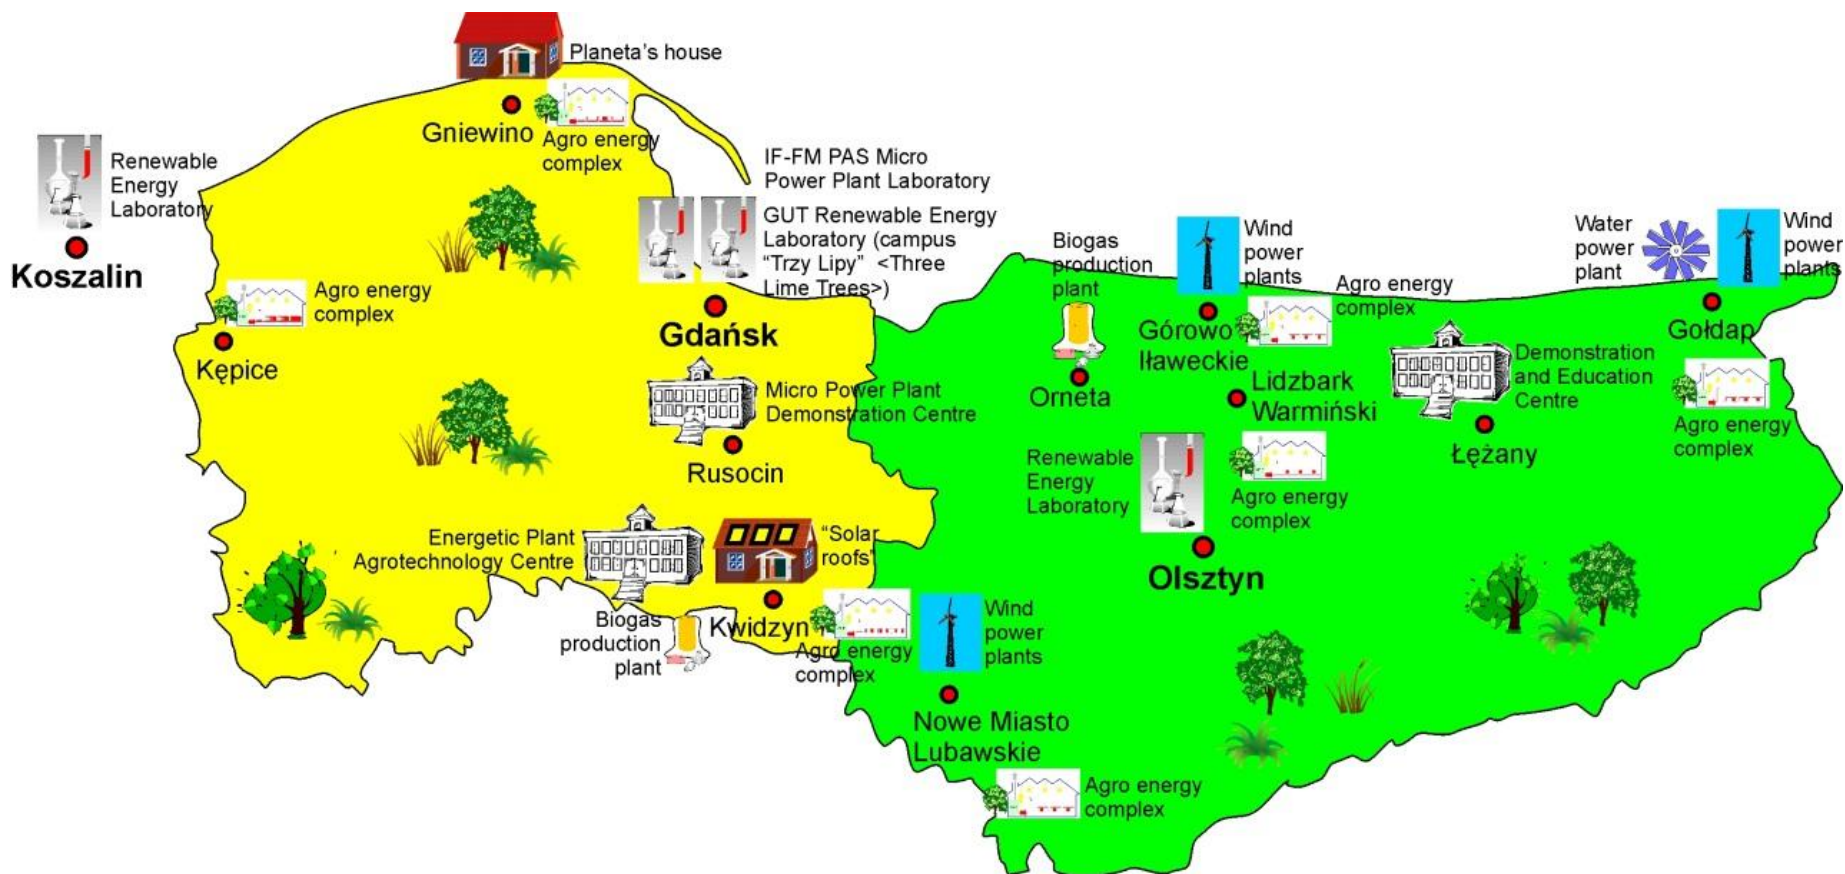 Planeta's house
Gniewino
Agro energy
complex
Renewable
Energy
Laboratory
Koszalin
IF-FM PAS Micro
Power Plant Laboratory
GUT Renewable Energy
Laboratory (campus
“Trzy Lipy” <Three
Lime Trees>)
Gdańsk
Agro energy
complex
Kępice
Micro Power Plant
Demonstration Centre
Rusocin
Energetic Plant
Agrotechnology Centre
“Solar
roofs”
Biogas
production
plant
Kwidzyn
Agro energy
complex
Wind
power
plants
Nowe Miasto
Lubawskie
Agro energy
complex
Biogas
production
plant
Orneta
Wind
power
plants
Górowo
Iławeckie
Agro energy
complex
Lidzbark
Warmiński
Renewable
Energy
Laboratory
Agro energy
complex
Olsztyn
Demonstration
and Education
Centre
Łężany
Water
power
plant
Wind
power
plants
Gołdap
Agro energy
complex